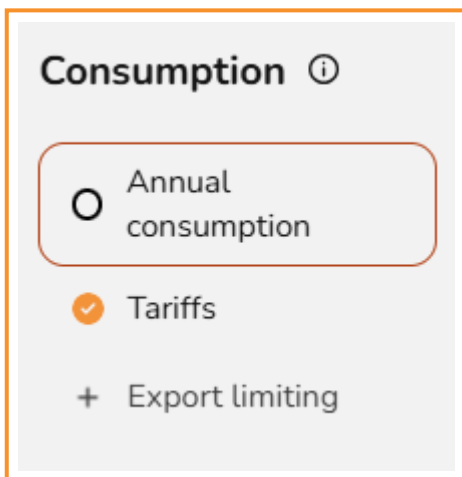 Consumption
Annual
consumption
Tariffs
+ Export limiting